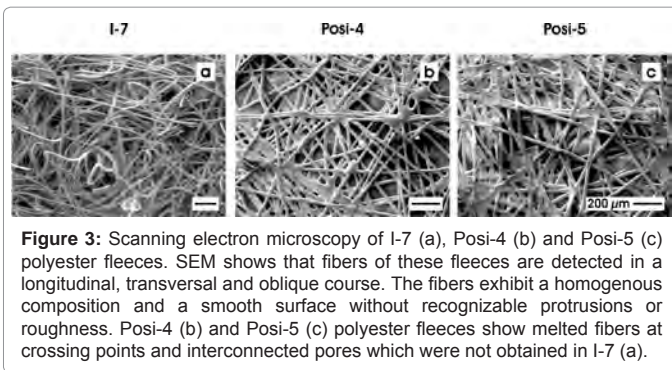 I-7 Posi-4 Posi-5
a b c
200 µm
Figure 3: Scanning electron microscopy of I-7 (a), Posi-4 (b) and Posi-5 (c)
polyester fleeces. SEM shows that fibers of these fleeces are detected in a
longitudinal, transversal and oblique course. The fibers exhibit a homogenous
composition and a smooth surface without recognizable protrusions or
roughness. Posi-4 (b) and Posi-5 (c) polyester fleeces show melted fibers at
crossing points and interconnected pores which were not obtained in I-7 (a).